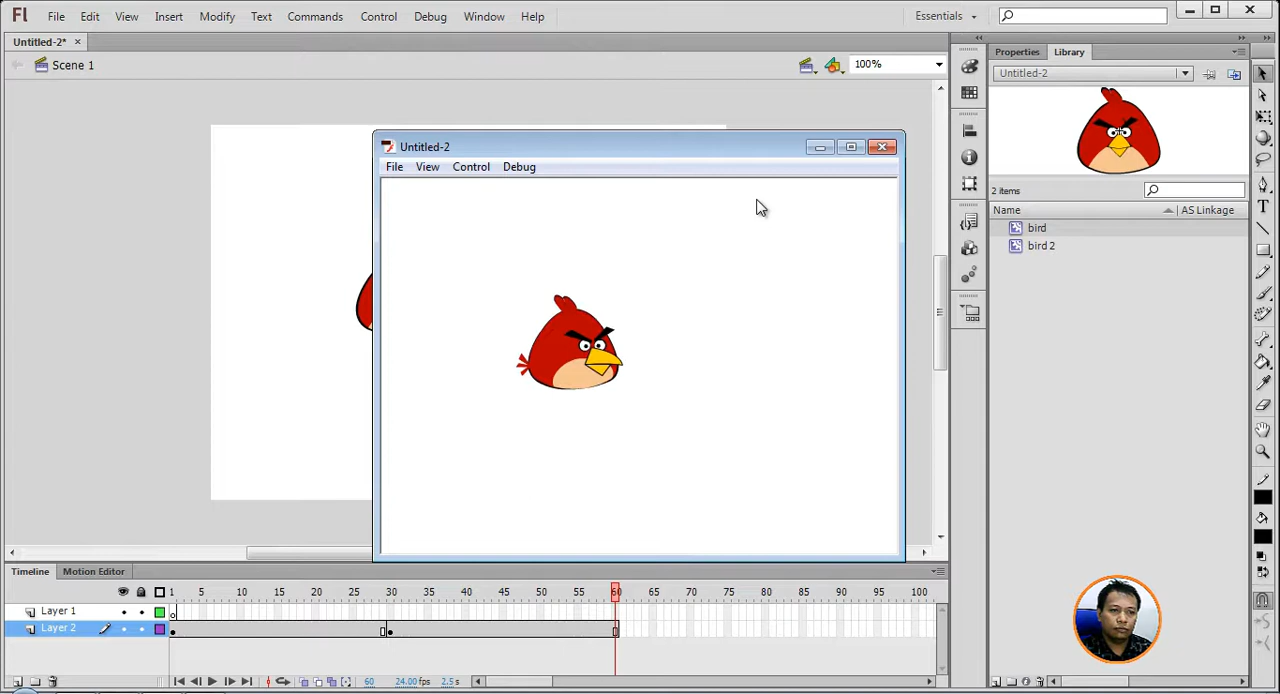 Fl File Edit View Insert Modify Text Commands Control Debug Window Help Essentials
Untitled-2*
Scene 1 100%
Properties Library
Untitled-2
2 items
Name AS Linkage
bird
bird 2
Untitled-2
File View Control Debug
Timeline Motion Editor
1 5 10 15 20 25 30 35 40 45 50 55 60 65 70 75 80 85 90 95 100
Layer 1
Layer 2
60 24.00fps 2.5s